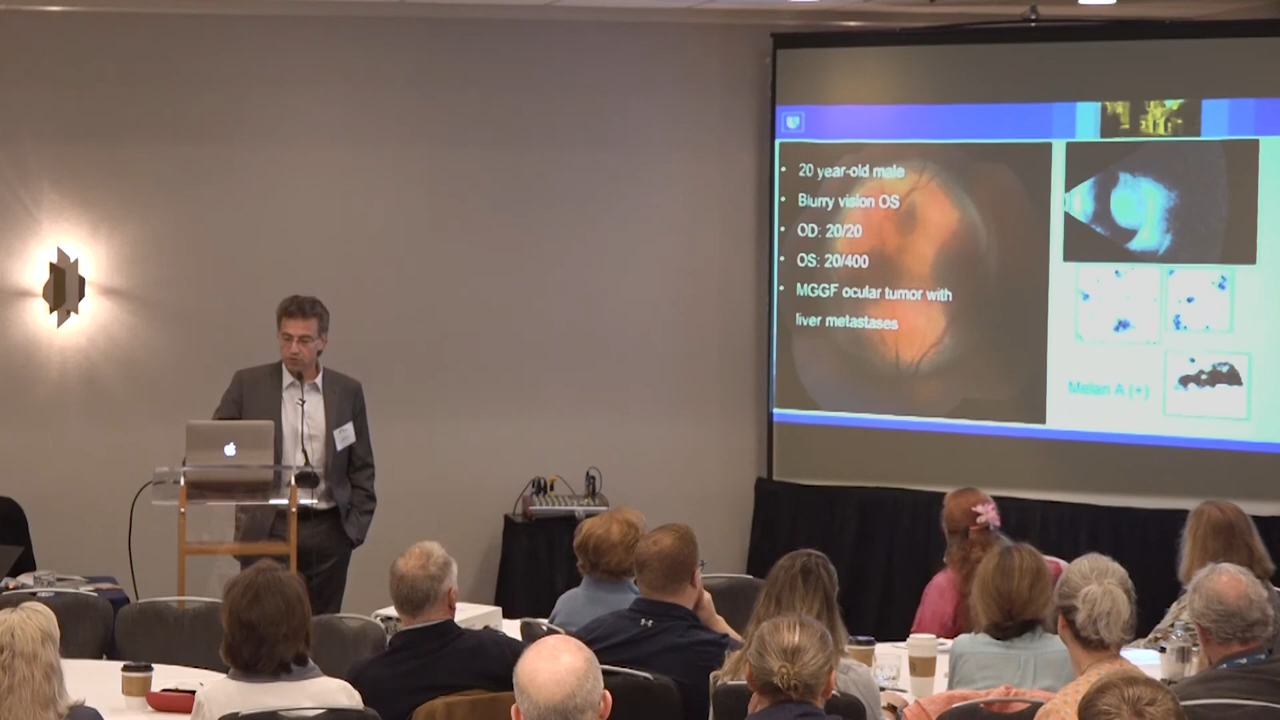 • 20 year-old male
• Blurry vision OS
• OD: 20/20
• OS: 20/400
• MGGF ocular tumor with
liver metastases
Melan A (+)